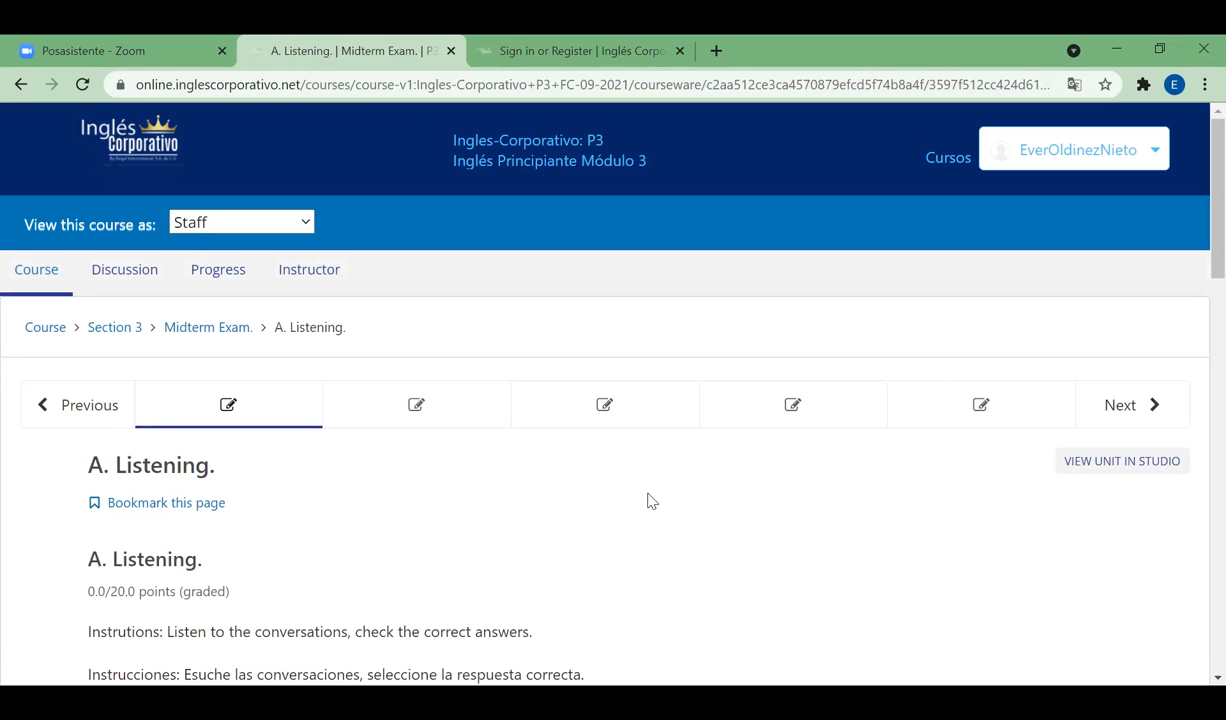 Posasistente - Zoom
A. Listening. | Midterm Exam. | P3
Sign in or Register | Inglés Corpo
online.inglescorporativo.net/courses/course-v1:Ingles-Corporativo+P3+FC-09-2021/courseware/c2aa512ce3ca4570879efcd5f74b8a4f/3597f512cc424d61...
E
Inglés
Corporativo
Ingles-Corporativo: P3
Inglés Principiante Módulo 3
Cursos
EverOldinezNieto
View this course as:
Staff
Course
Discussion
Progress
Instructor
Course > Section 3 > Midterm Exam. > A. Listening.
Previous
Next
A. Listening.
VIEW UNIT IN STUDIO
Bookmark this page
A. Listening.
0.0/20.0 points (graded)
Instrutions: Listen to the conversations, check the correct answers.
Instrucciones: Esuche las conversaciones, seleccione la respuesta correcta.